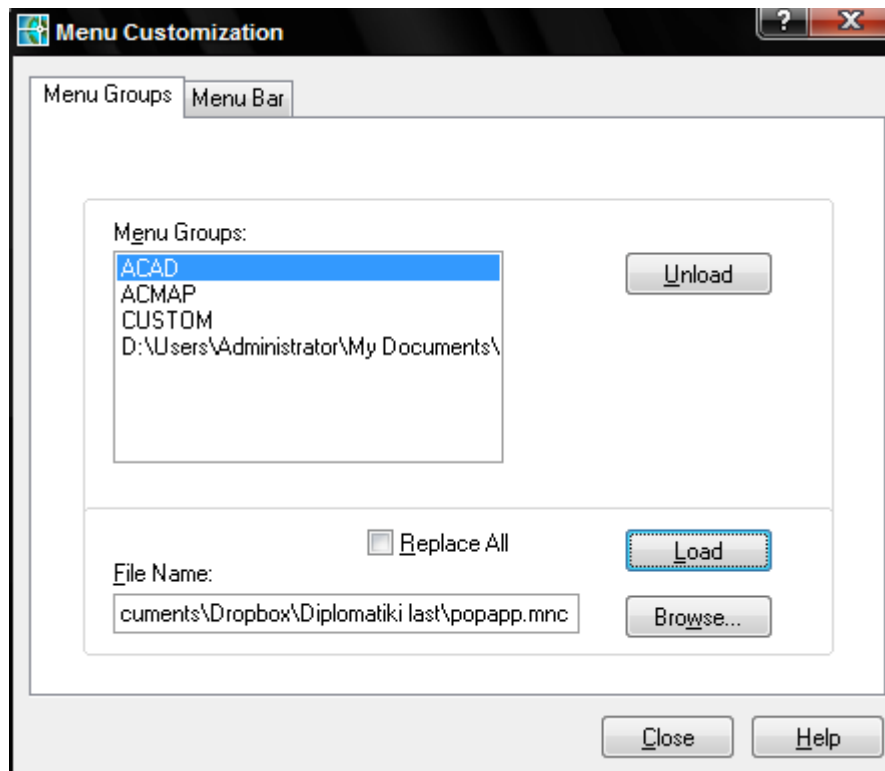 Menu Customization
?
X
Menu Groups
Menu Bar
Menu Groups:
ACAD
ACMAP
CUSTOM
D:\Users\Administrator\My Documents\
Unload
Replace All
Load
File Name:
cuments\Dropbox\Diplomatiki last\popapp.mnc
Browse...
Close
Help